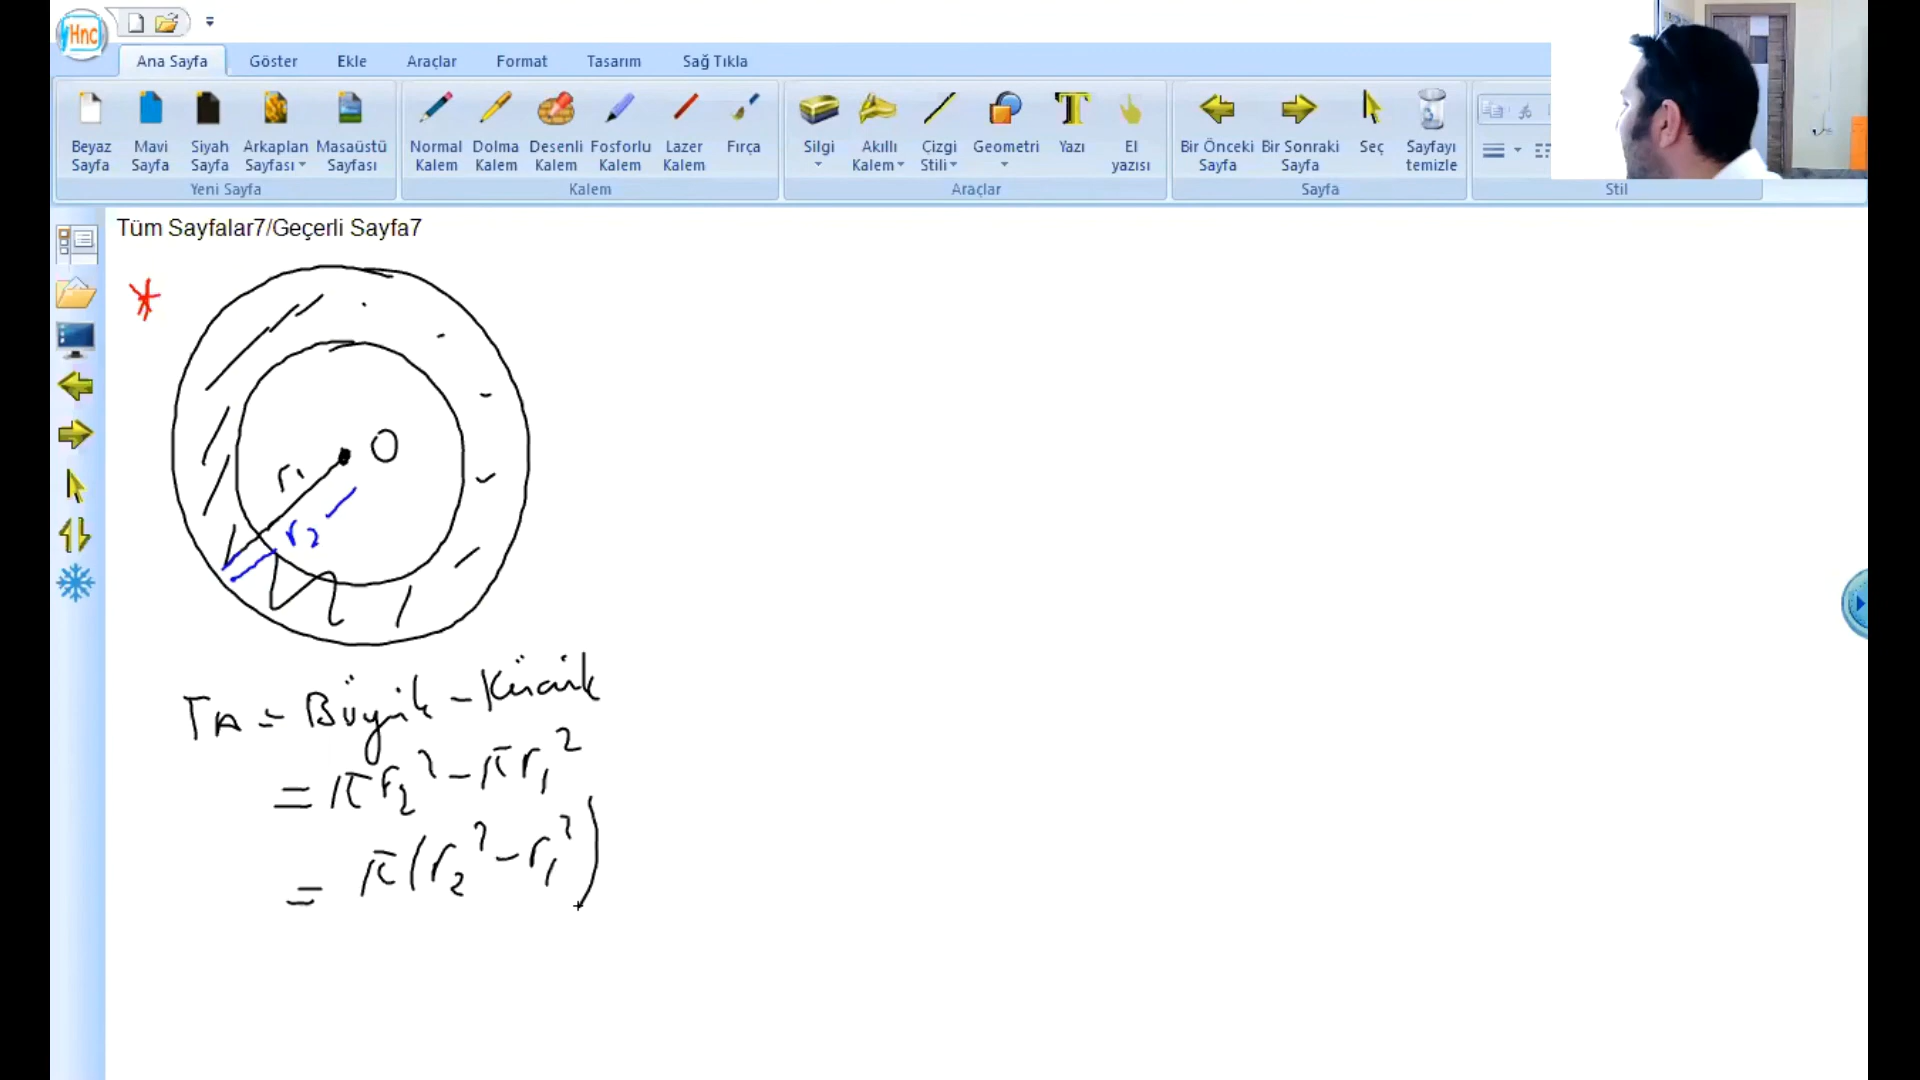 Hnc
Ana Sayfa Göster Ekle Araçlar Format Tasarım Sağ Tıkla
Beyaz Sayfa Mavi Sayfa Siyah Sayfa Arkaplan Sayfası Masaüstü Sayfası
Normal Kalem Dolma Kalem Desenli Kalem Fosforlu Kalem Lazer Kalem Fırça
Silgi Akıllı Kalem Çizgi Stili Geometri Yazı El yazısı
Bir Önceki Sayfa Bir Sonraki Sayfa Seç Sayfayı temizle
Yeni Sayfa Kalem Araçlar Sayfa Stil
Tüm Sayfalar7/Geçerli Sayfa7
O
r₁
r₂
TA = Büyük - Küçük
= πr₂² - πr₁²
= π(r₂² - r₁²)